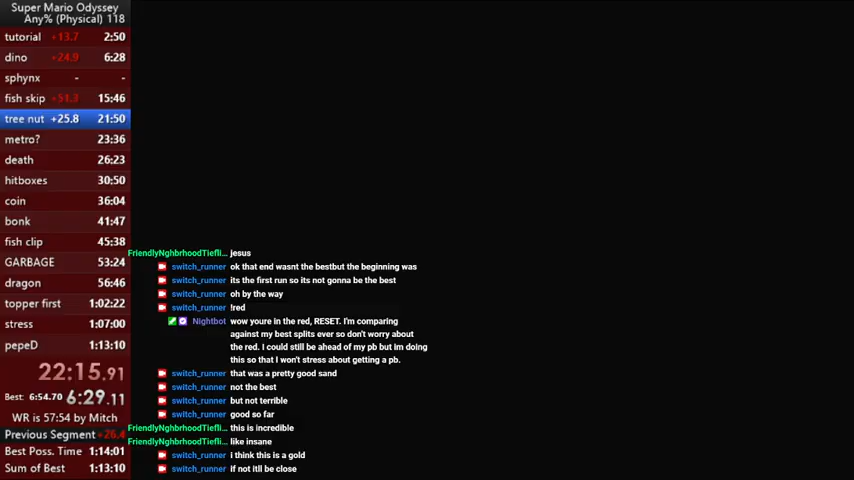 Super Mario Odyssey
Any% (Physical) 118
tutorial +13.7 2:50
dino +24.9 6:28
sphynx - -
fish skip +51.3 15:46
tree nut +25.8 21:50
metro? 23:36
death 26:23
hitboxes 30:50
coin 36:04
bonk 41:47
fish clip 45:38
GARBAGE 53:24
dragon 56:46
topper first 1:02:22
stress 1:07:00
pepeD 1:13:10
22:15.91
Best: 6:54.70 6:29.11
WR is 57:54 by Mitch
Previous Segment +26.4
Best Poss. Time 1:14:01
Sum of Best 1:13:10
FriendlyNghbrhoodTiefli... Jesus
switch_runner ok that end wasnt the bestbut the beginning was
switch_runner its the first run so its not gonna be the best
switch_runner oh by the way
switch_runner !red
Nightbot wow youre in the red, RESET. I'm comparing
against my best splits ever so don't worry about
the red. i could still be ahead of my pb but im doing
this so that I won't stress about getting a pb.
switch_runner that was a pretty good sand
switch_runner not the best
switch_runner but not terrible
switch_runner good so far
FriendlyNghbrhoodTiefli... this is incredible
FriendlyNghbrhoodTiefli... like insane
switch_runner i think this is a gold
switch_runner if not itll be close